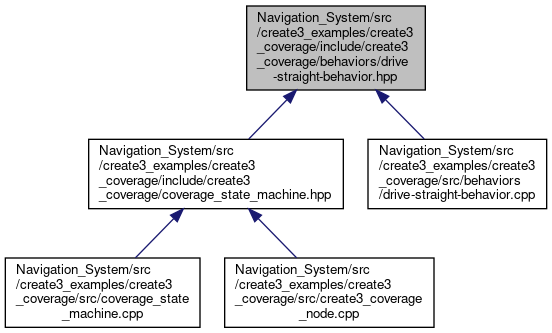 Navigation_System/src
/create3_examples/create3
_coverage/include/create3
_coverage/behaviors/drive
-straight-behavior.hpp
Navigation_System/src
/create3_examples/create3
_coverage/include/create3
_coverage/coverage_state_machine.hpp
Navigation_System/src
/create3_examples/create3
_coverage/src/behaviors
/drive-straight-behavior.cpp
Navigation_System/src
/create3_examples/create3
_coverage/src/coverage_state
_machine.cpp
Navigation_System/src
/create3_examples/create3
_coverage/src/create3_coverage
_node.cpp